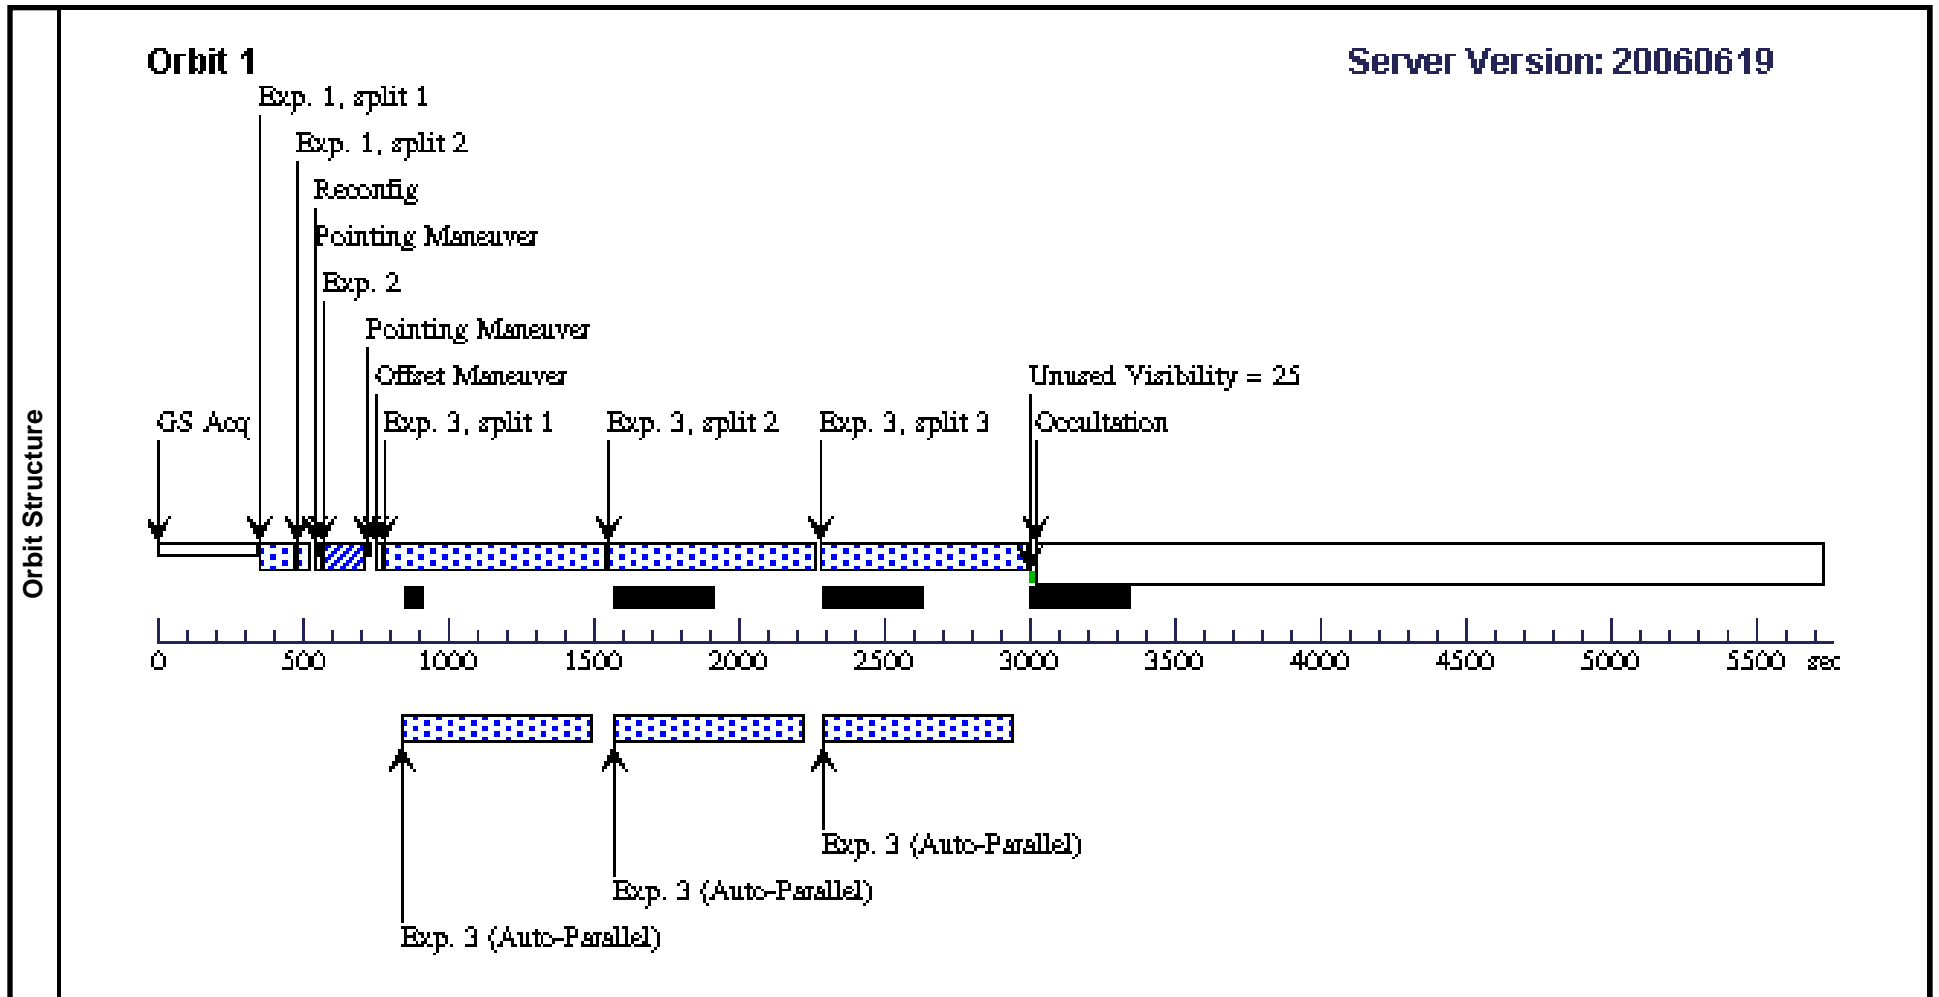 Orbit Structure
Orbit 1
Server Version: 20060619
Exp. 1, split 1
Exp. 1, split 2
Reconfig
Pointing Maneuver
Exp. 2
Pointing Maneuver
Offset Maneuver
Unused Visibility = 25
GS Acq
Exp. 3, split 1
Exp. 3, split 2
Exp. 3, split 3
Occultation
0 500 1000 1500 2000 2500 3000 3500 4000 4500 5000 5500 sec
Exp. 3 (Auto-Parallel)
Exp. 3 (Auto-Parallel)
Exp. 3 (Auto-Parallel)